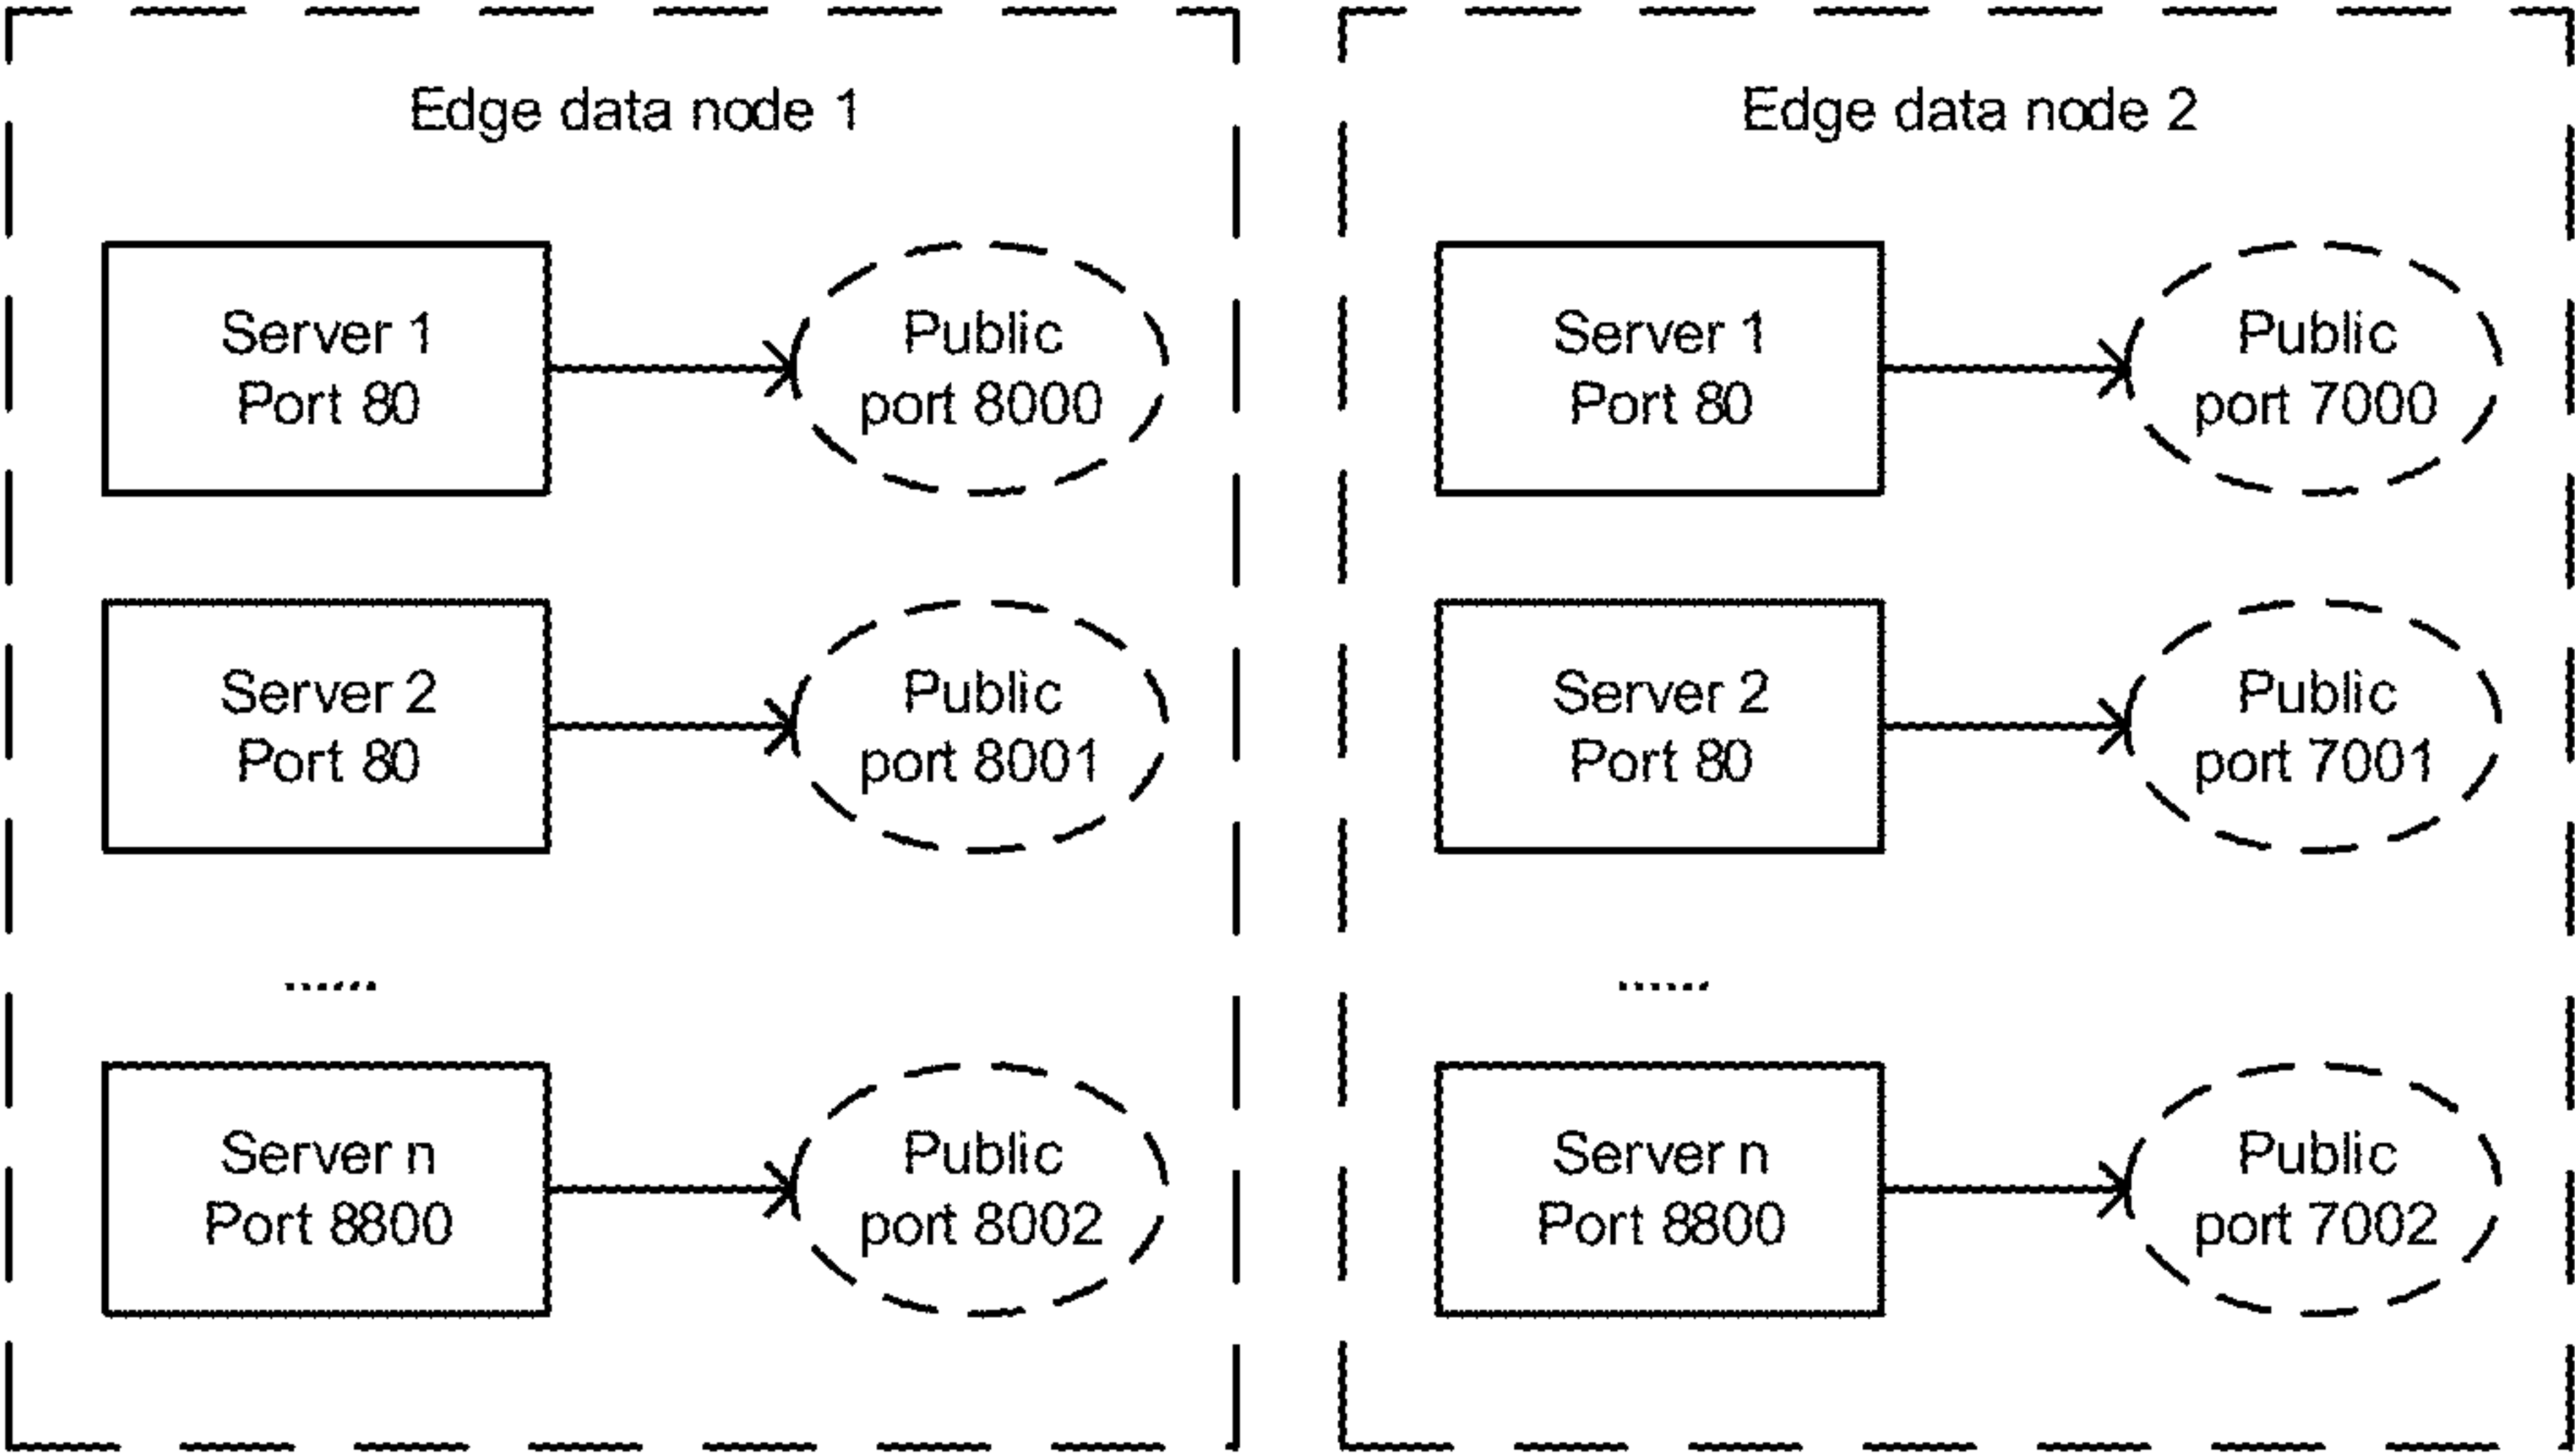 Edge data node 1
Server 1
Port 80
Public
port 8000
Server 2
Port 80
Public
port 8001
......
Server n
Port 8800
Public
port 8002
Edge data node 2
Server 1
Port 80
Public
port 7000
Server 2
Port 80
Public
port 7001
......
Server n
Port 8800
Public
port 7002